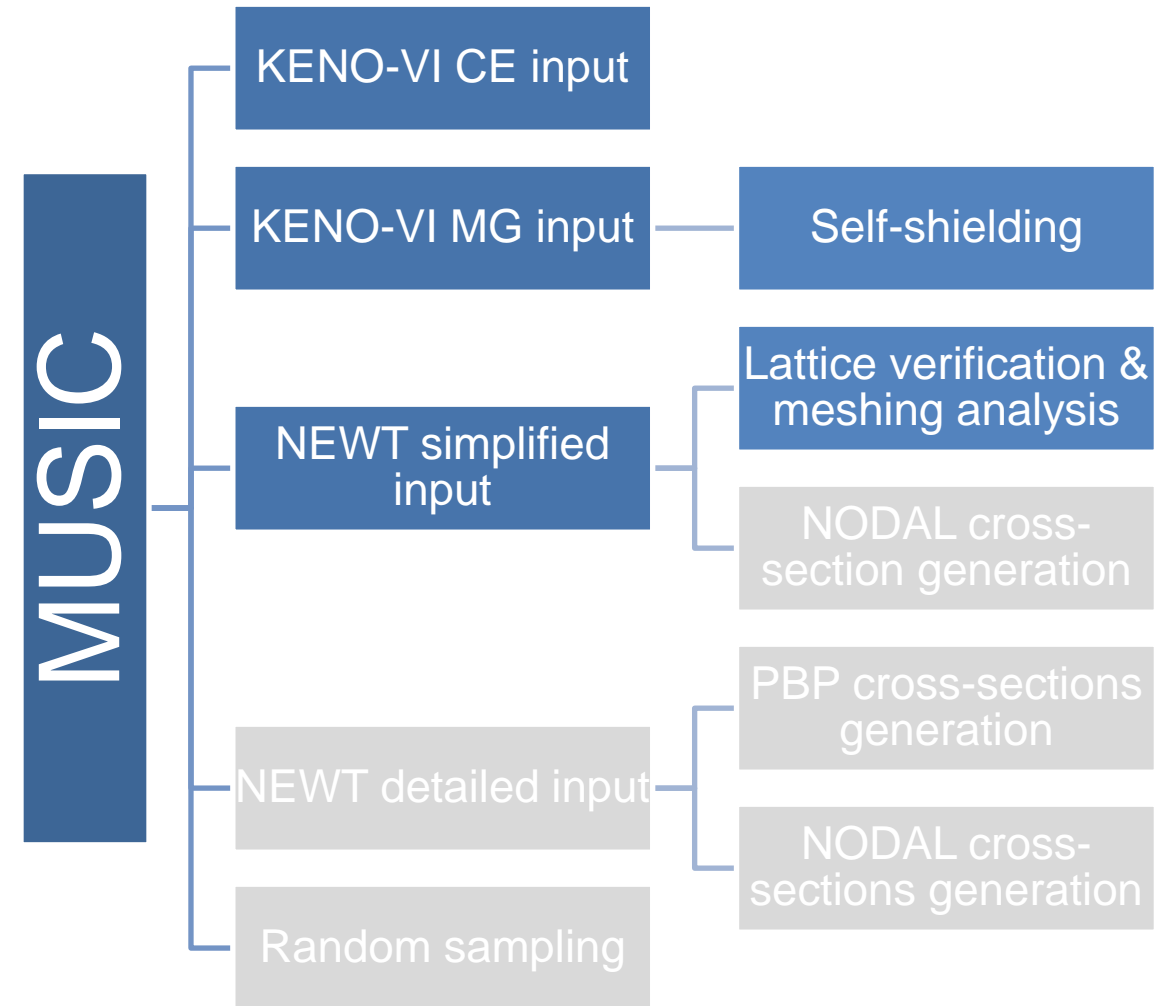 MUSIC
KENO-VI CE input
KENO-VI MG input
Self-shielding
NEWT simplified
input
Lattice verification &
meshing analysis
NODAL cross-
section generation
NEWT detailed input
PBP cross-sections
generation
NODAL cross-
sections generation
Random sampling